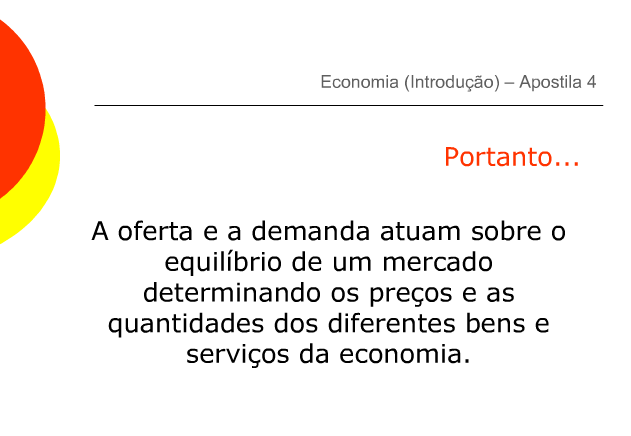 Economia (Introdução) – Apostila 4
Portanto...
A oferta e a demanda atuam sobre o
equilíbrio de um mercado
determinando os preços e as
quantidades dos diferentes bens e
serviços da economia.